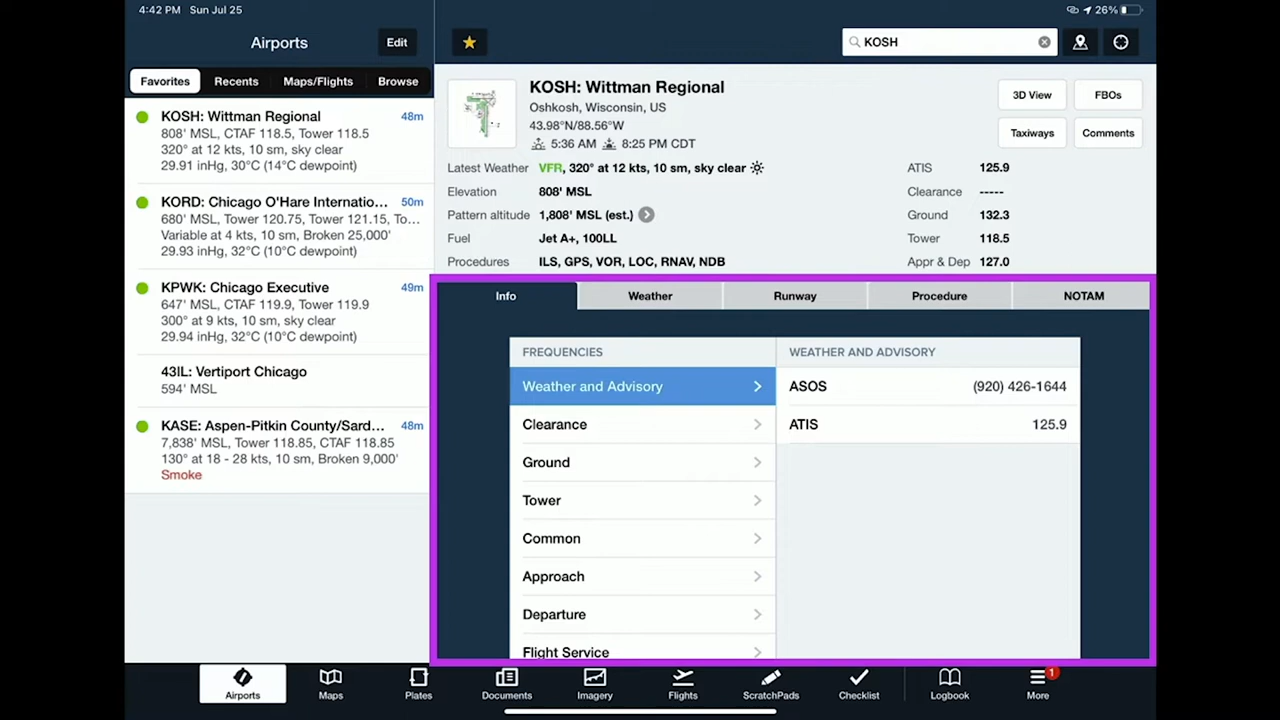 4:42 PM Sun Jul 25
26%
Airports
Edit
Favorites
Recents
Maps/Flights
Browse
KOSH: Wittman Regional
48m
808' MSL, CTAF 118.5, Tower 118.5
320° at 12 kts, 10 sm, sky clear
29.91 inHg, 30°C (14°C dewpoint)
KORD: Chicago O'Hare Internatio...
50m
680' MSL, Tower 120.75, Tower 121.15, To...
Variable at 4 kts, 10 sm, Broken 25,000'
29.93 inHg, 32°C (10°C dewpoint)
KPWK: Chicago Executive
49m
647' MSL, CTAF 119.9, Tower 119.9
300° at 9 kts, 10 sm, sky clear
29.94 inHg, 32°C (10°C dewpoint)
43IL: Vertiport Chicago
594' MSL
KASE: Aspen-Pitkin County/Sard...
48m
7,838' MSL, Tower 118.85, CTAF 118.85
130° at 18 - 28 kts, 10 sm, Broken 9,000'
Smoke
KOSH
KOSH: Wittman Regional
Oshkosh, Wisconsin, US
43.98°N/88.56°W
5:36 AM 8:25 PM CDT
3D View
FBOs
Taxiways
Comments
Latest Weather VFR, 320° at 12 kts, 10 sm, sky clear
Elevation 808' MSL
Pattern altitude 1,808' MSL (est.)
Fuel Jet A+, 100LL
Procedures ILS, GPS, VOR, LOC, RNAV, NDB
ATIS 125.9
Clearance -----
Ground 132.3
Tower 118.5
Appr & Dep 127.0
Info
Weather
Runway
Procedure
NOTAM
FREQUENCIES
Weather and Advisory
Clearance
Ground
Tower
Common
Approach
Departure
Flight Service
WEATHER AND ADVISORY
ASOS (920) 426-1644
ATIS 125.9
Airports
Maps
Plates
Documents
Imagery
Flights
ScratchPads
Checklist
Logbook
1
More